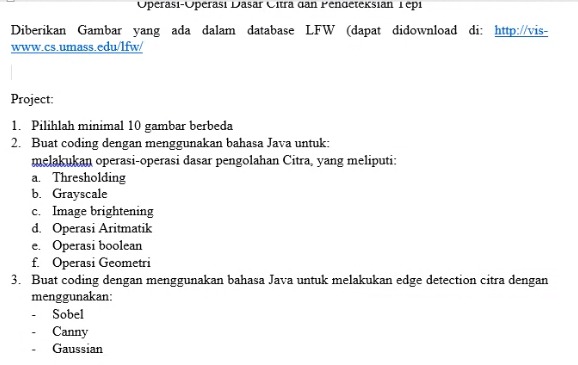 Operasi-Operasi Dasar Citra dan Pendeteksian Tepi
Diberikan Gambar yang ada dalam database LFW (dapat didownload di: http://vis-
www.cs.umass.edu/lfw/
Project:
1. Pilihlah minimal 10 gambar berbeda
2. Buat coding dengan menggunakan bahasa Java untuk:
melakukan operasi-operasi dasar pengolahan Citra, yang meliputi:
a. Thresholding
b. Grayscale
c. Image brightening
d. Operasi Aritmatik
e. Operasi boolean
f. Operasi Geometri
3. Buat coding dengan menggunakan bahasa Java untuk melakukan edge detection citra dengan
menggunakan:
- Sobel
- Canny
- Gaussian